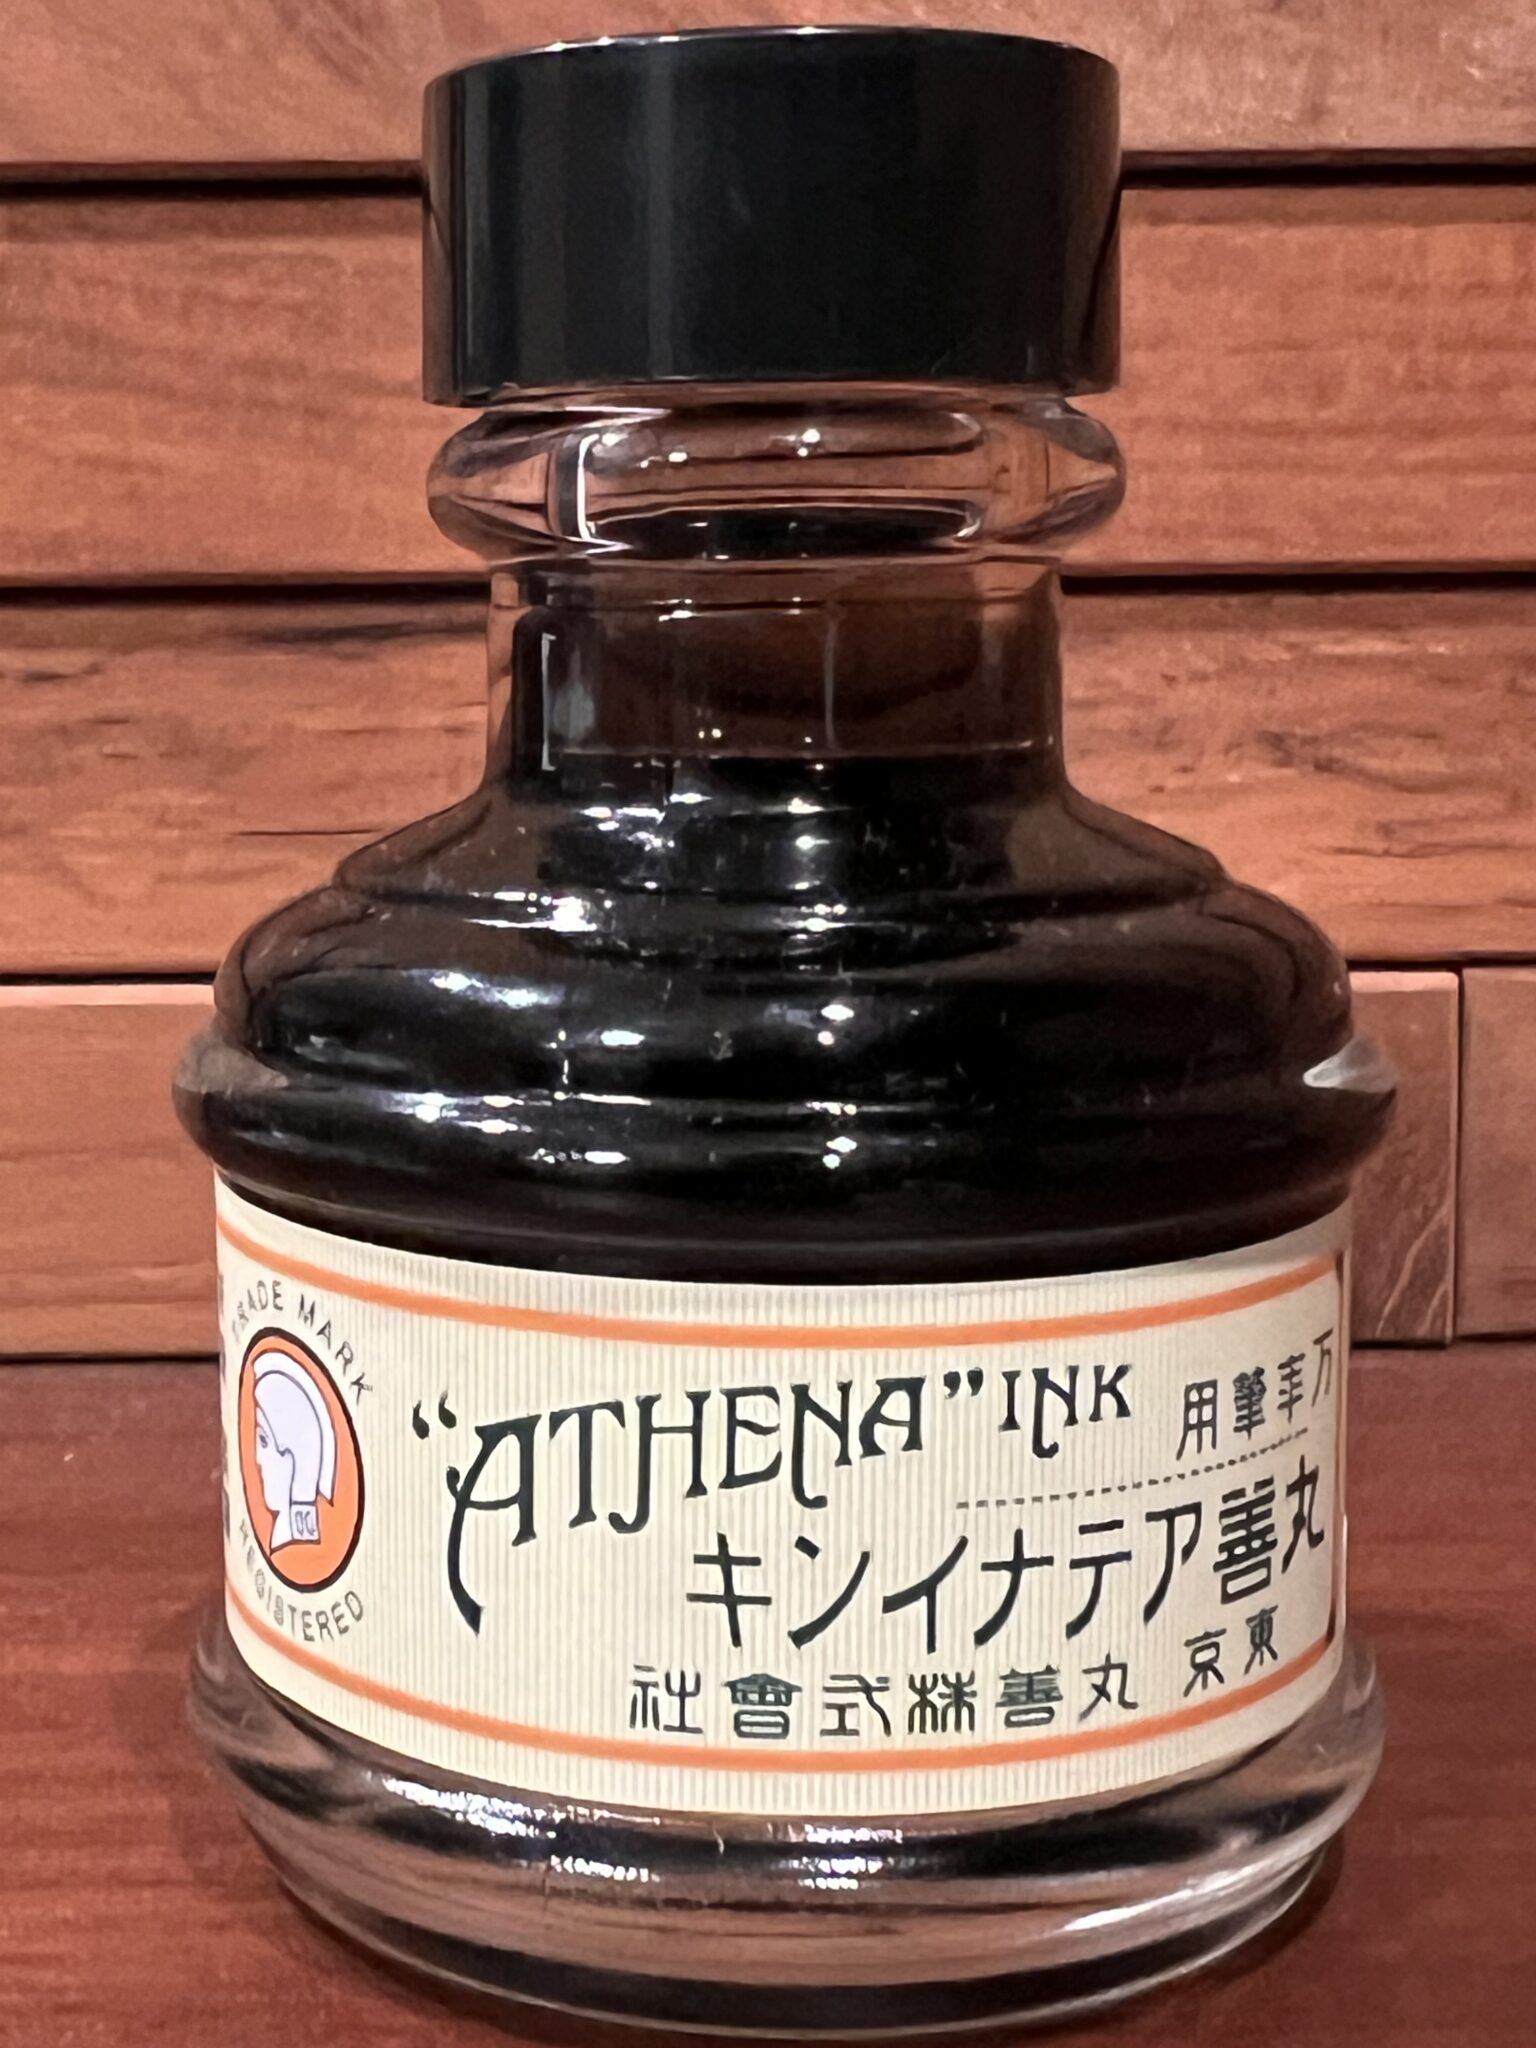 TRADE MARK
REGISTERED
“ATHENA” INK
万年筆用
丸善アテナインキ
東京 丸善株式會社